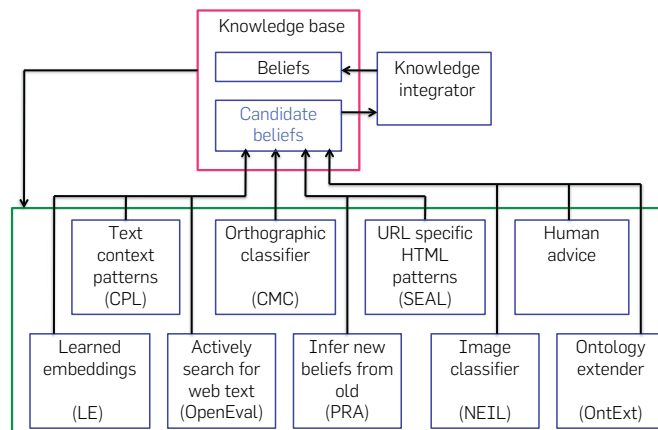 Knowledge base
Beliefs
Knowledge
integrator
Candidate
beliefs
Text
context
patterns
(CPL)
Orthographic
classifier
(CMC)
URL specific
HTML
patterns
(SEAL)
Human
advice
Learned
embeddings
(LE)
Actively
search for
web text
(OpenEval)
Infer new
beliefs from
old
(PRA)
Image
classifier
(NEIL)
Ontology
extender
(OntExt)